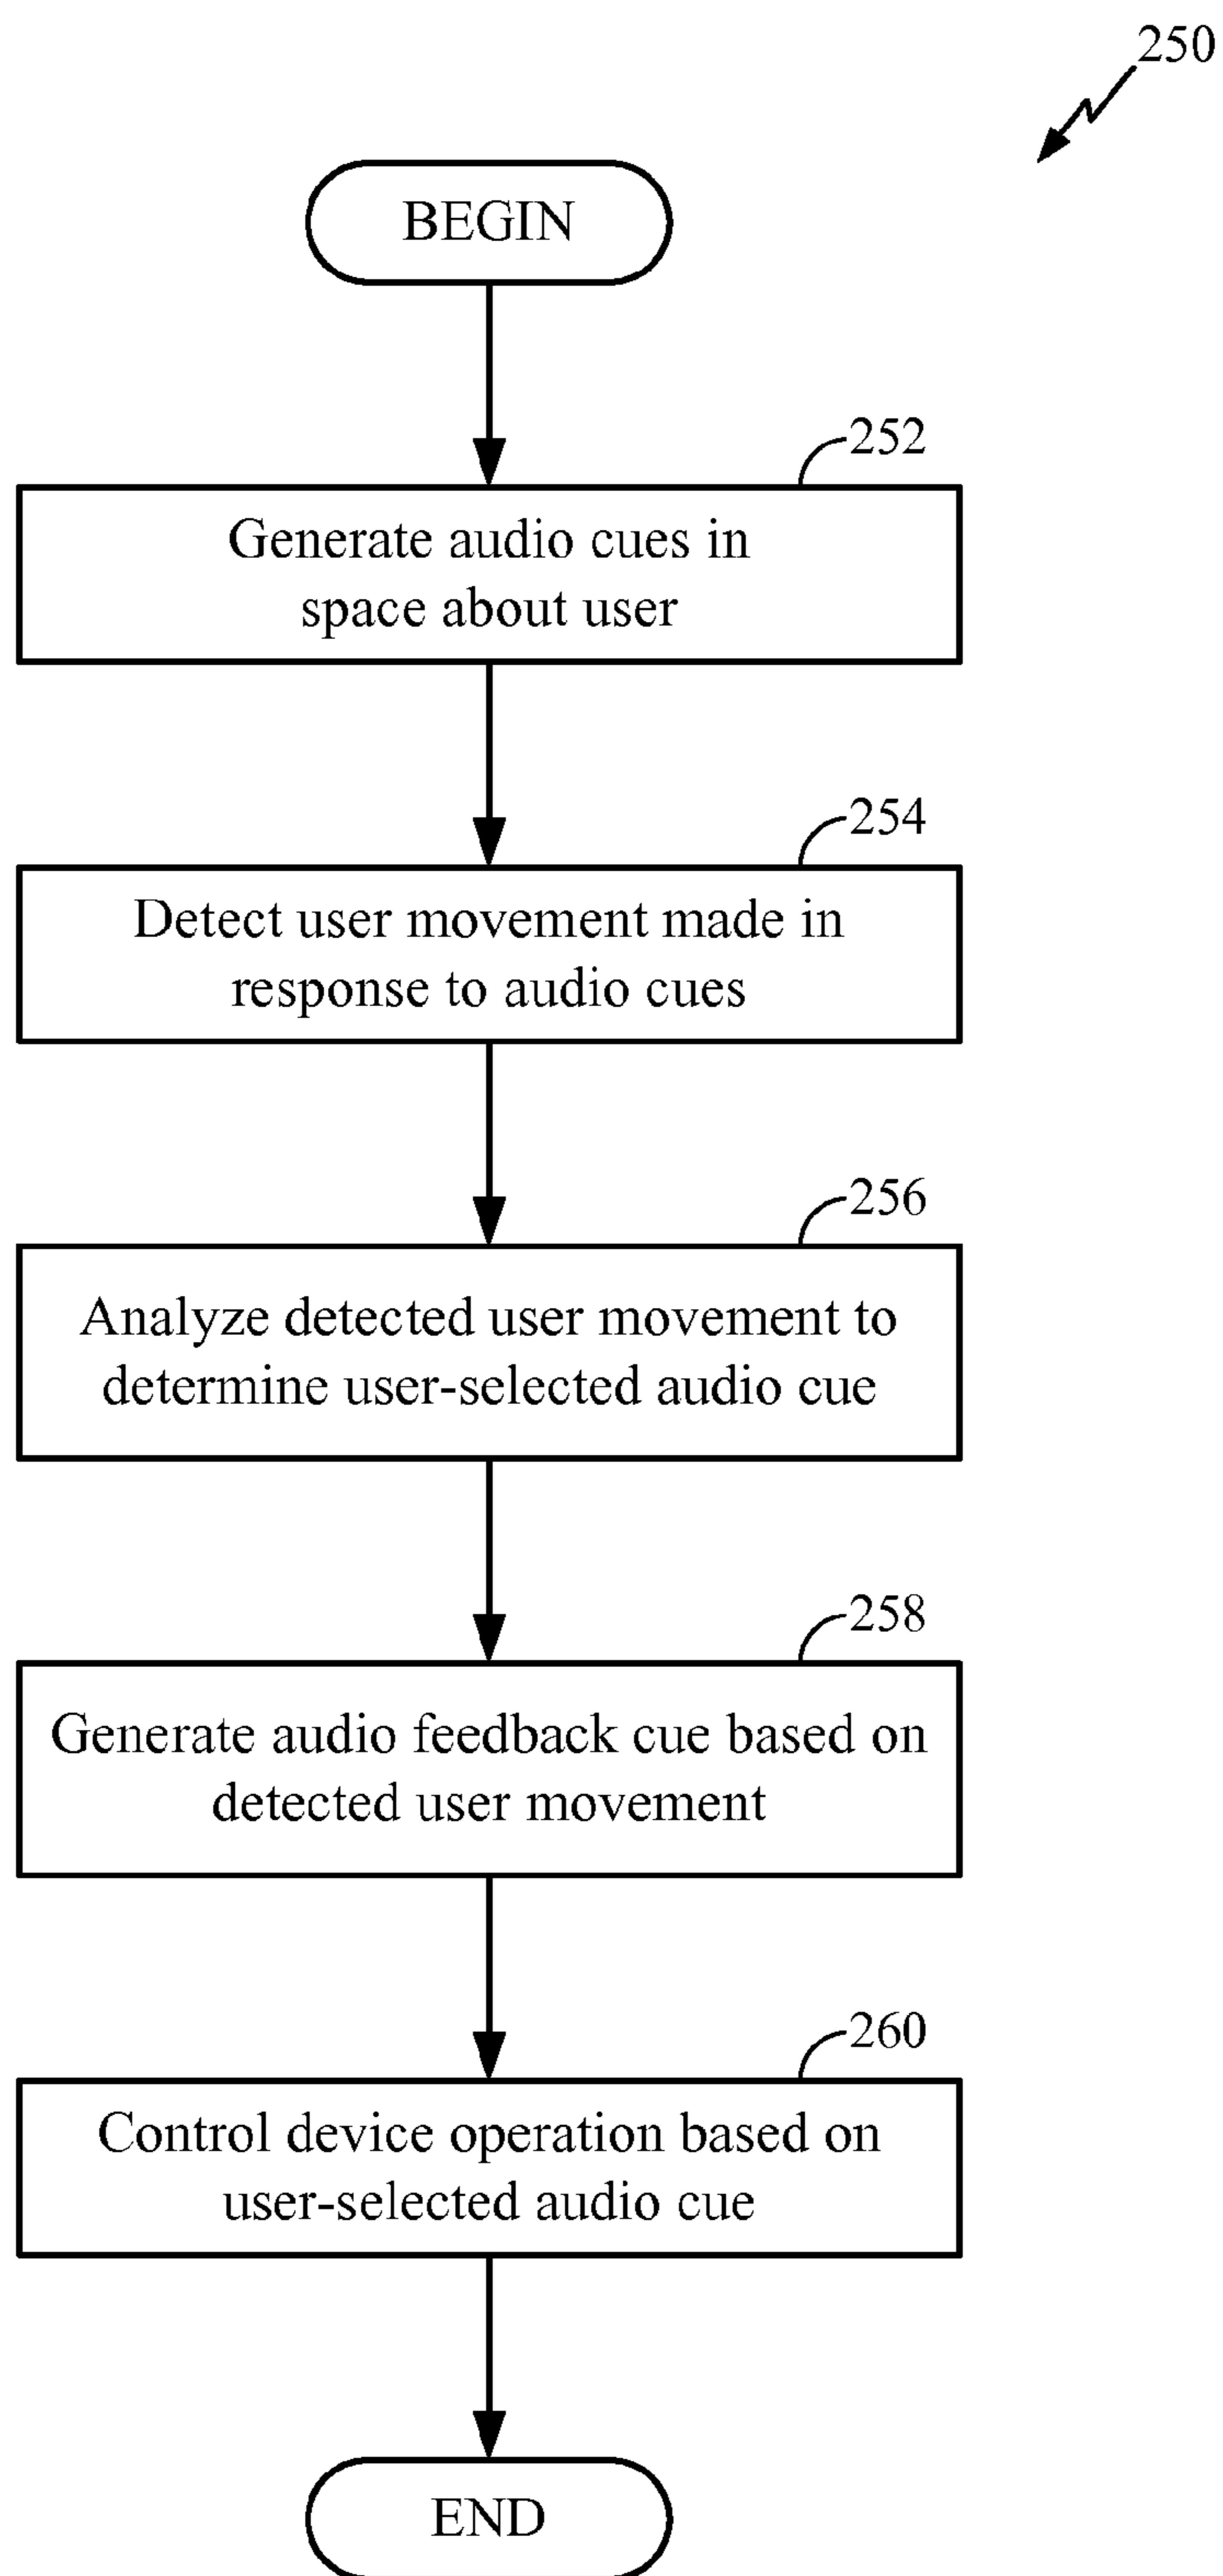 250
BEGIN
252
Generate audio cues in
space about user
254
Detect user movement made in
response to audio cues
256
Analyze detected user movement to
determine user-selected audio cue
258
Generate audio feedback cue based on
detected user movement
260
Control device operation based on
user-selected audio cue
END